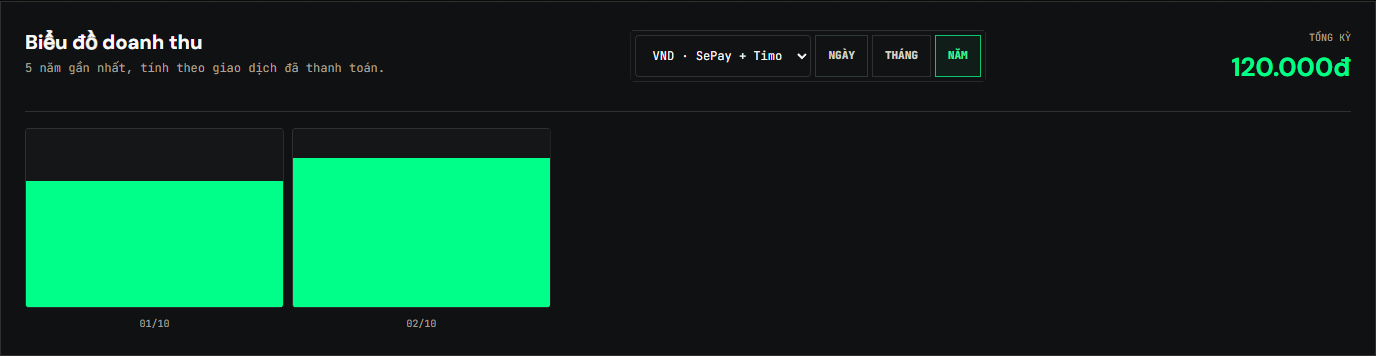 Biểu đồ doanh thu
5 năm gần nhất, tính theo giao dịch đã thanh toán.
VND · SePay + Timo
NGÀY
THÁNG
NĂM
TỔNG KỲ
120.000đ
01/10
02/10